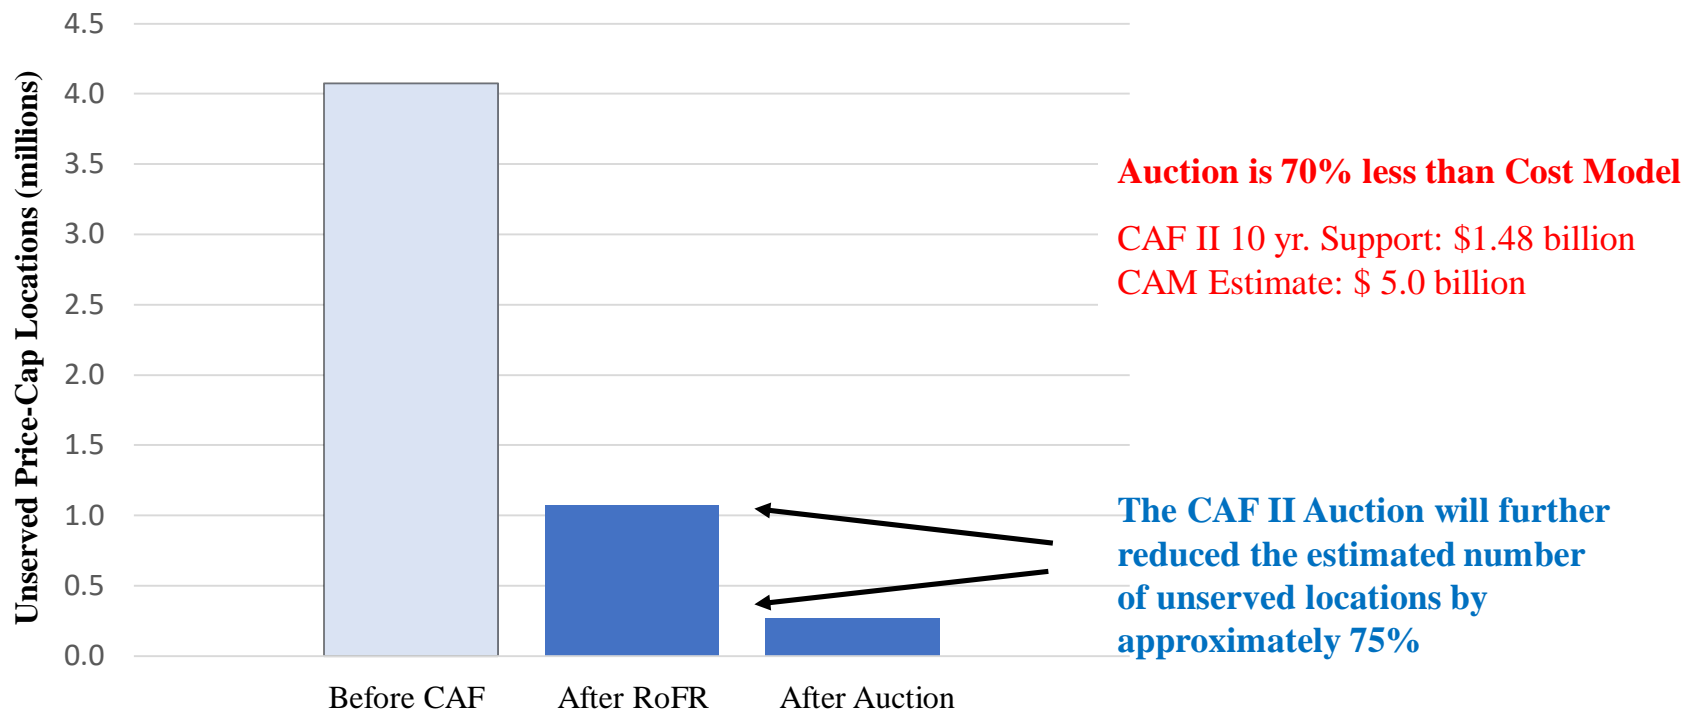 Unserved Price-Cap Locations (millions)
4.5
4.0
3.5
3.0
2.5
2.0
1.5
1.0
0.5
0.0
Before CAF
After RoFR
After Auction
Auction is 70% less than Cost Model
CAF II 10 yr. Support: $1.48 billion
CAM Estimate: $ 5.0 billion
The CAF II Auction will further
reduced the estimated number
of unserved locations by
approximately 75%